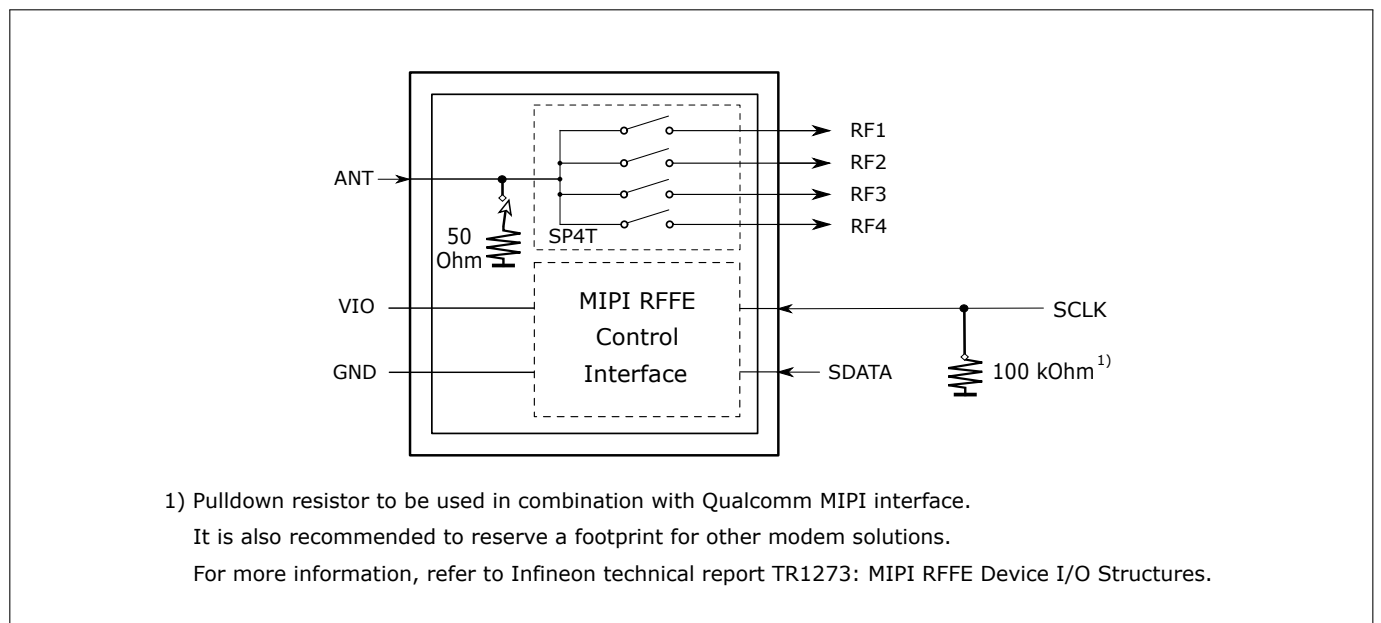 RF1
RF2
ANT
RF3
RF4
50
Ohm
SP4T
VIO
MIPI RFFE
Control
Interface
SCLK
GND
SDATA
100 kOhm 1)
1) Pulldown resistor to be used in combination with Qualcomm MIPI interface.
It is also recommended to reserve a footprint for other modem solutions.
For more information, refer to Infineon technical report TR1273: MIPI RFFE Device I/O Structures.